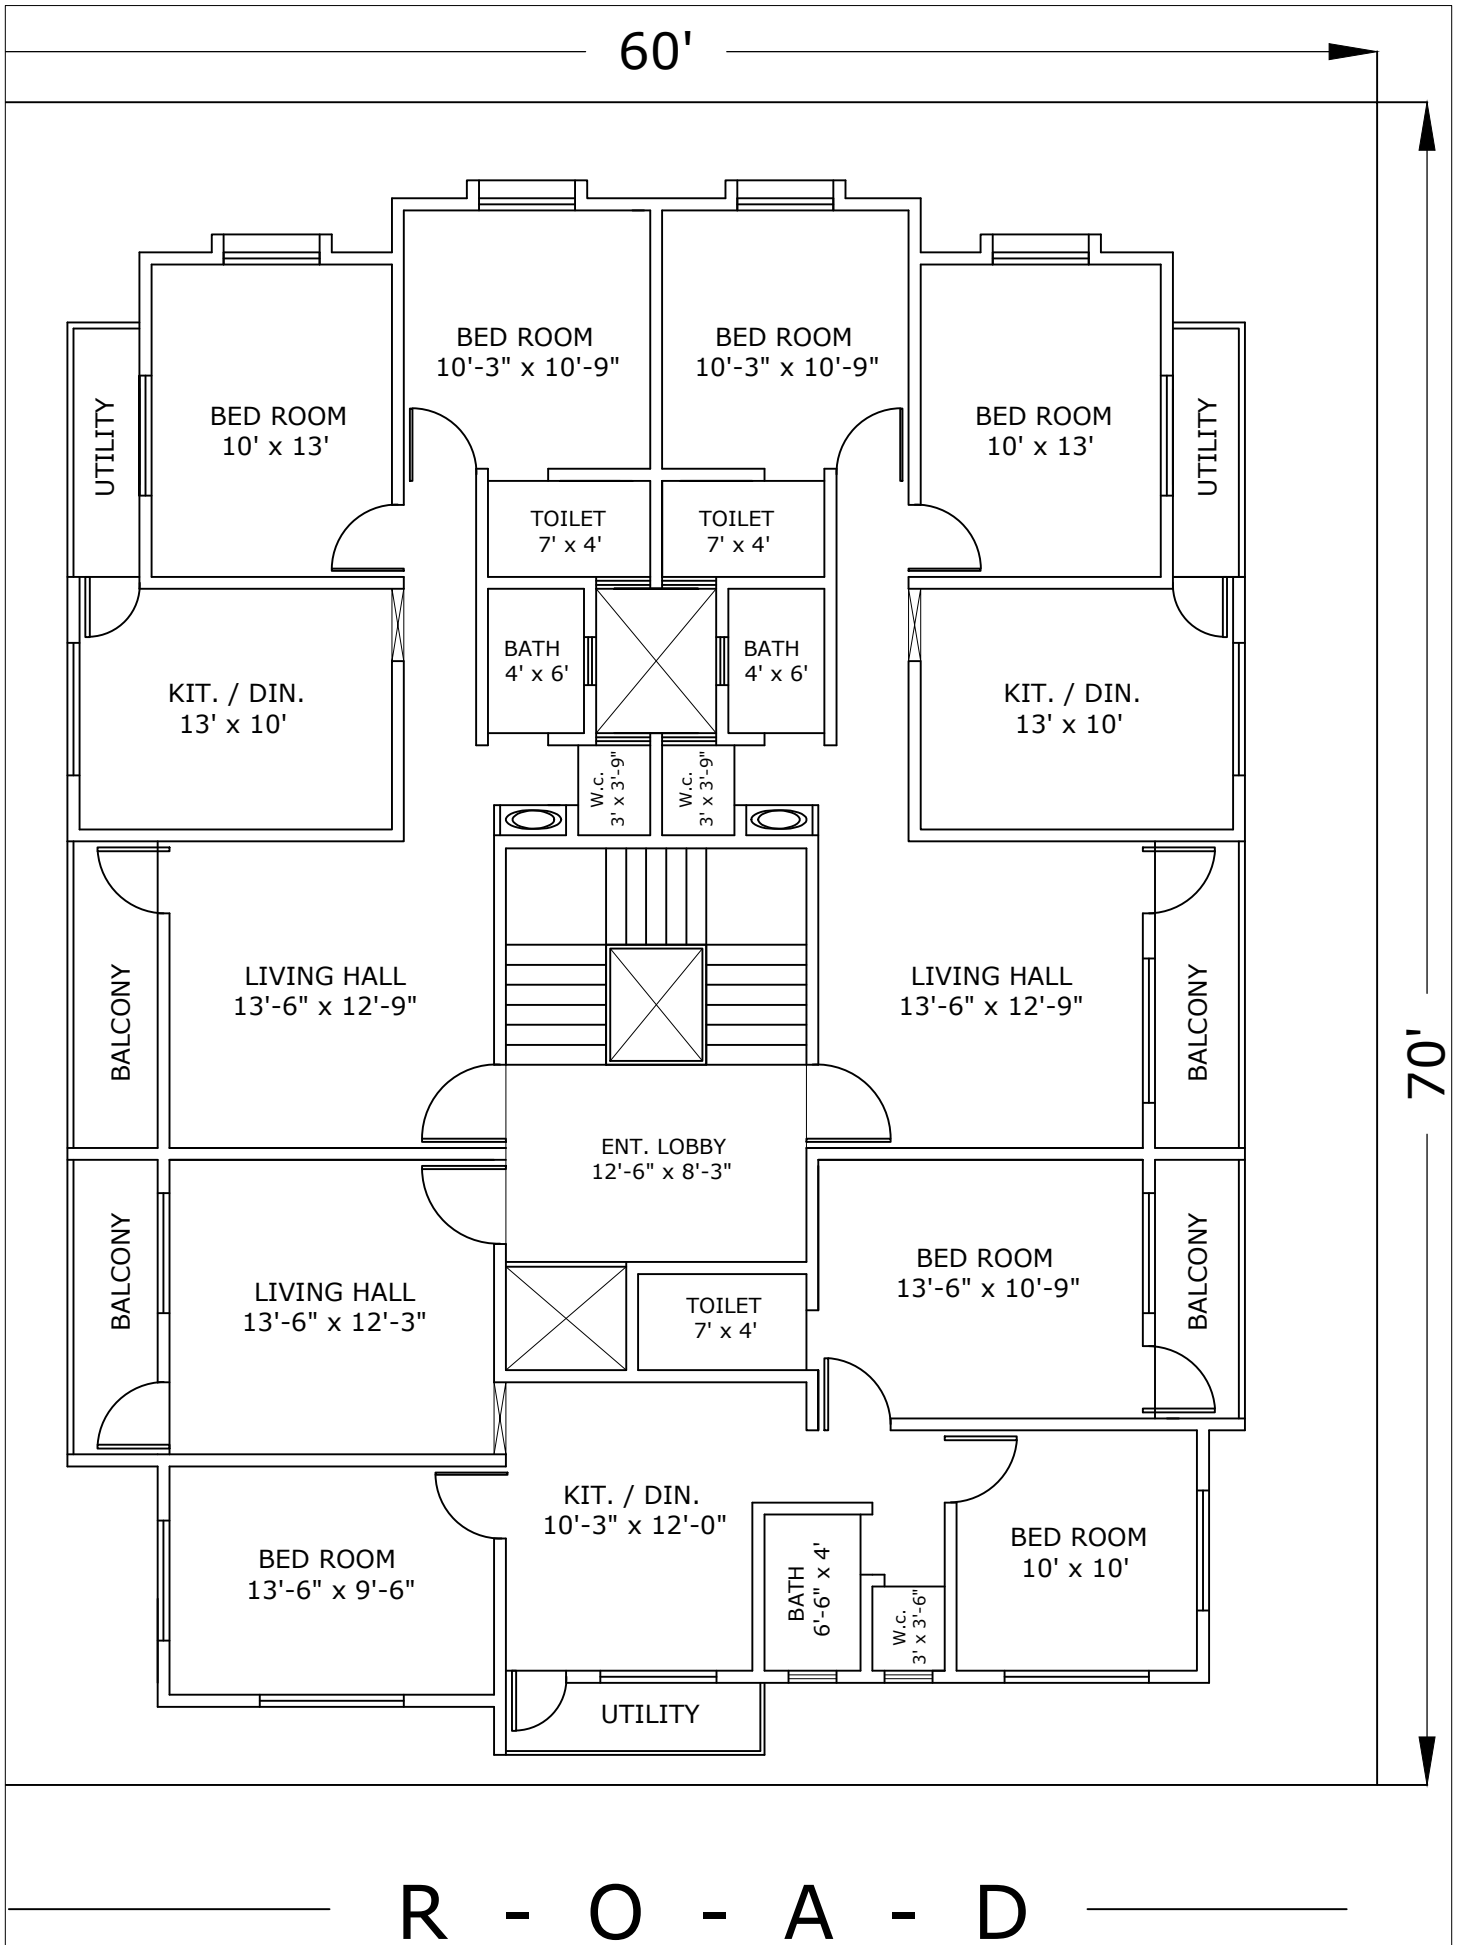 60'
BED ROOM
10'-3" x 10'-9"
BED ROOM
10'-3" x 10'-9"
UTILITY
BED ROOM
10' x 13'
BED ROOM
10' x 13'
UTILITY
TOILET
7' x 4'
TOILET
7' x 4'
KIT. / DIN.
13' x 10'
BATH
4' x 6'
BATH
4' x 6'
KIT. / DIN.
13' x 10'
W.c.
3' x 3'-9"
W.c.
3' x 3'-9"
BALCONY
LIVING HALL
13'-6" x 12'-9"
LIVING HALL
13'-6" x 12'-9"
BALCONY
70'
ENT. LOBBY
12'-6" x 8'-3"
BALCONY
LIVING HALL
13'-6" x 12'-3"
TOILET
7' x 4'
BED ROOM
13'-6" x 10'-9"
BALCONY
BED ROOM
13'-6" x 9'-6"
KIT. / DIN.
10'-3" x 12'-0"
BATH
6'-6" x 4'
W.c.
3' x 3'-6"
BED ROOM
10' x 10'
UTILITY
R - O - A - D